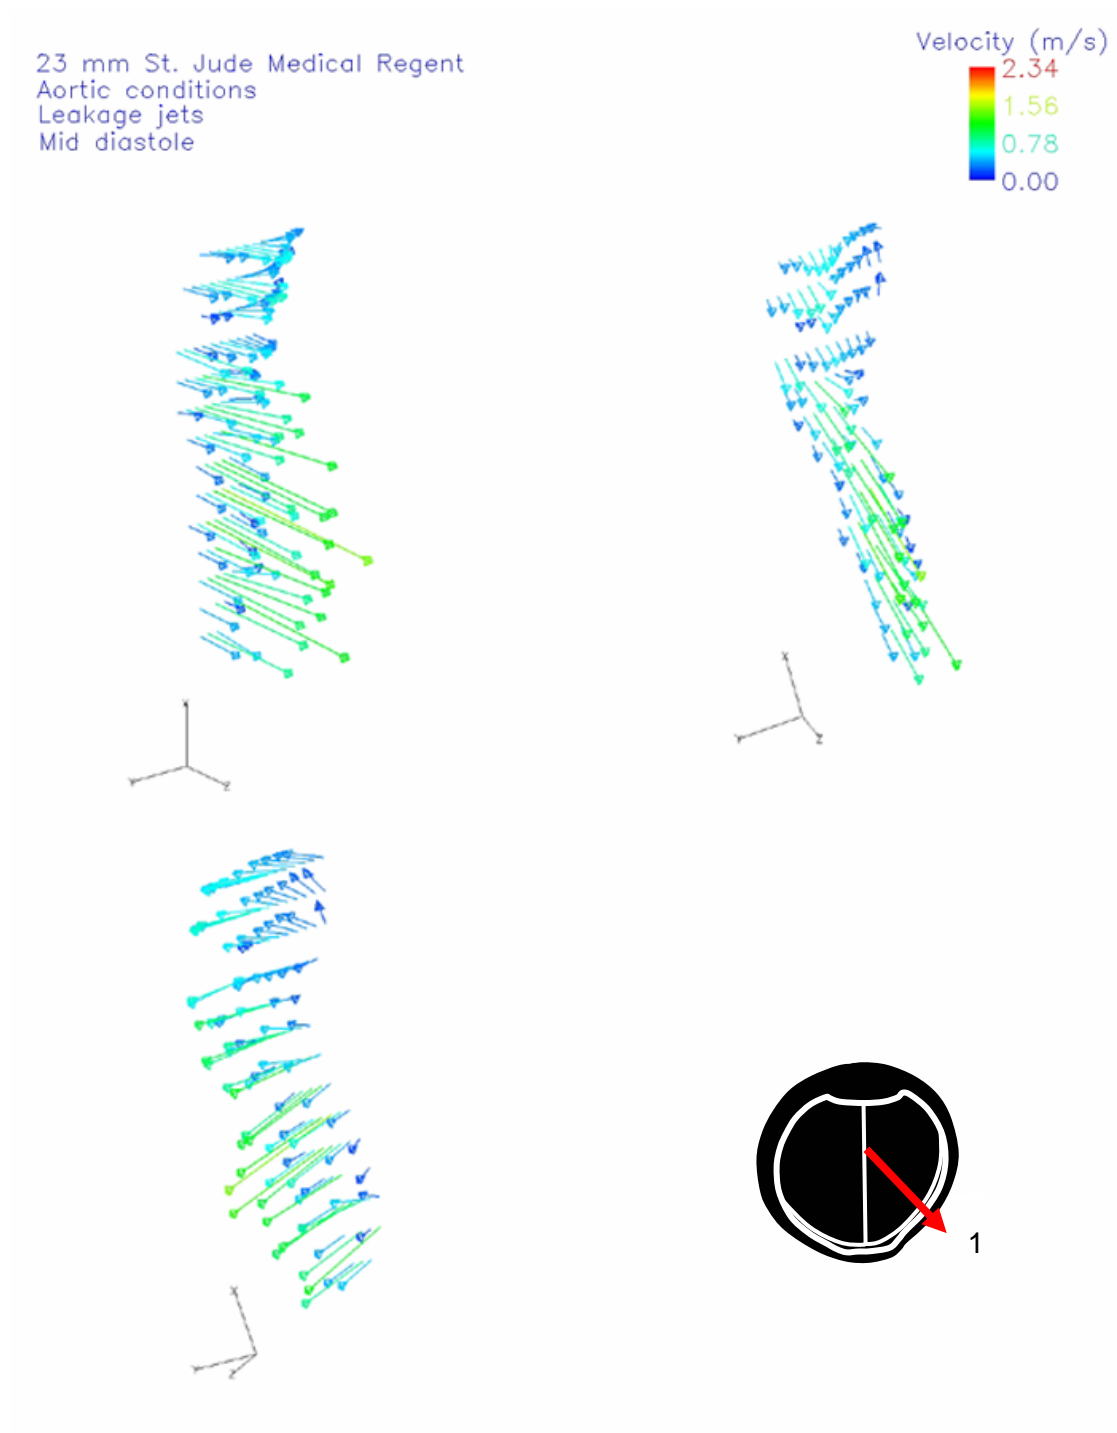 23 mm St. Jude Medical Regent
Aortic conditions
Leakage jets
Mid diastole
Velocity (m/s)
2.34
1.56
0.78
0.00
X
Y
Z
X
Y
Z
X
Y
Z
1